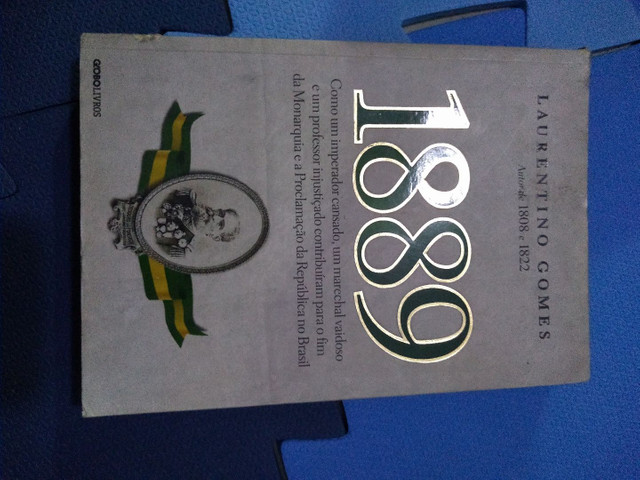 LAURENTINO GOMES
Autor de 1808 e 1822
1889
Como um imperador cansado, um marechal vaidoso
e um professor injustiçado contribuíram para o fim
da Monarquia e a Proclamação da República no Brasil
GLOBOLIVROS